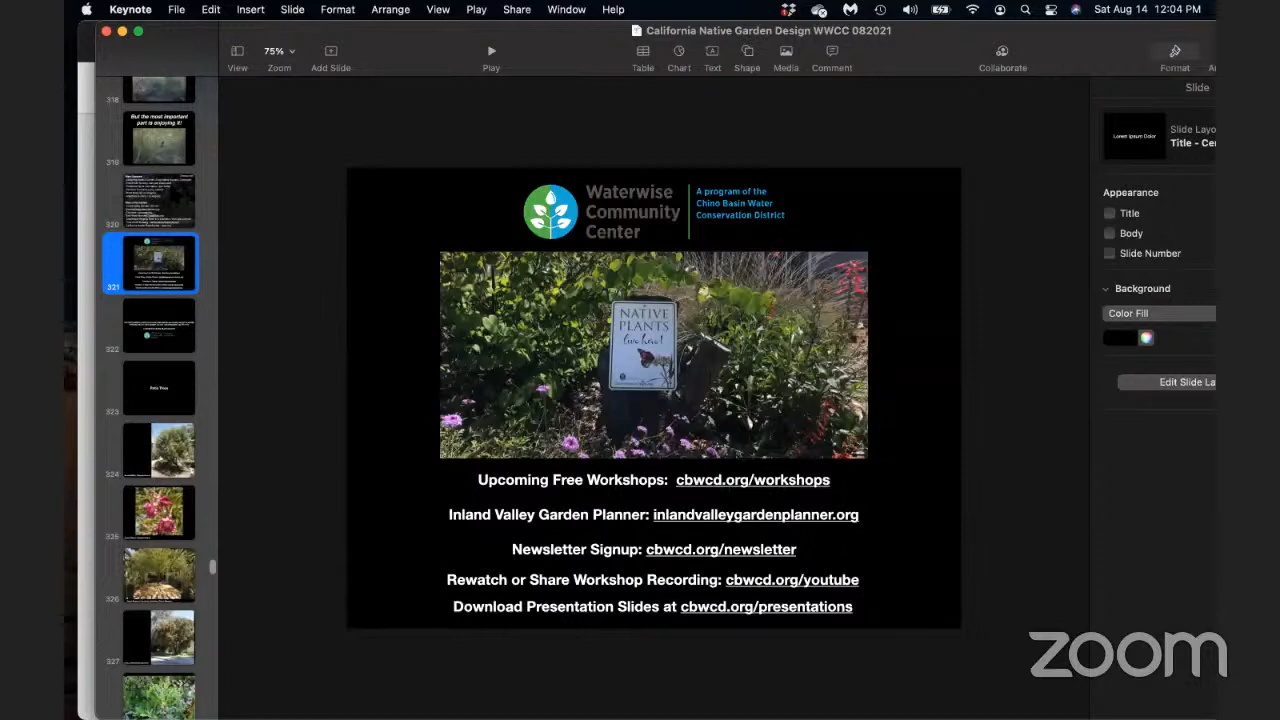 Keynote File Edit Insert Slide Format Arrange View Play Share Window Help Sat Aug 14 12:04 PM
California Native Garden Design WWCC 082021
75%
View Zoom Add Slide Play Table Chart Text Shape Media Comment Collaborate Format
Slide
318
But the most important
part is enjoying it!
319
320
321
322
323
324
325
326
327
Waterwise
Community
Center
A program of the
Chino Basin Water
Conservation District
NATIVE
PLANTS
live here!
Upcoming Free Workshops: cbwcd.org/workshops
Inland Valley Garden Planner: inlandvalleygardenplanner.org
Newsletter Signup: cbwcd.org/newsletter
Rewatch or Share Workshop Recording: cbwcd.org/youtube
Download Presentation Slides at cbwcd.org/presentations
Lorem Ipsum Dolor
Slide Layo
Title - Cen
Appearance
Title
Body
Slide Number
Background
Color Fill
Edit Slide La
zoom